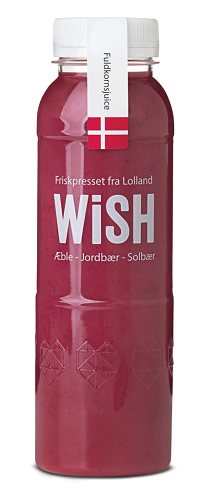 Fuldkornsjuice
Friskpresset fra Lolland
WiSH
Æble - Jordbær - Solbær